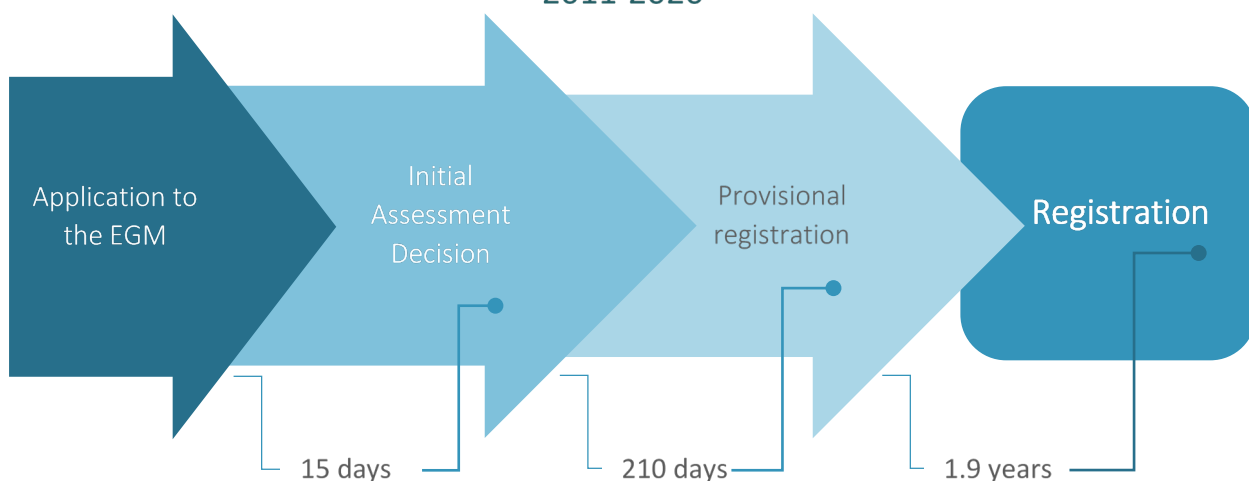 Application to
the EGM
Initial
Assessment
Decision
Provisional
registration
Registration
15 days
210 days
1.9 years